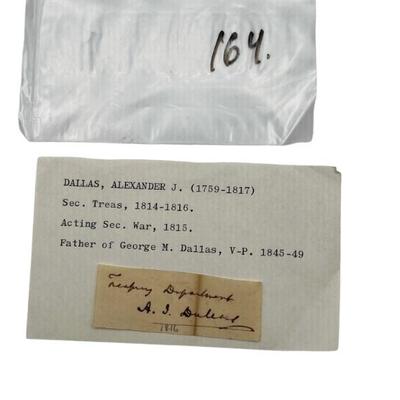 164.
DALLAS, ALEXANDER J. (1759-1817)
Sec. Treas, 1814-1816.
Acting Sec. War, 1815.
Father of George M. Dallas, V-P. 1845-49
Treasury Department
A. J. Dallas
1816